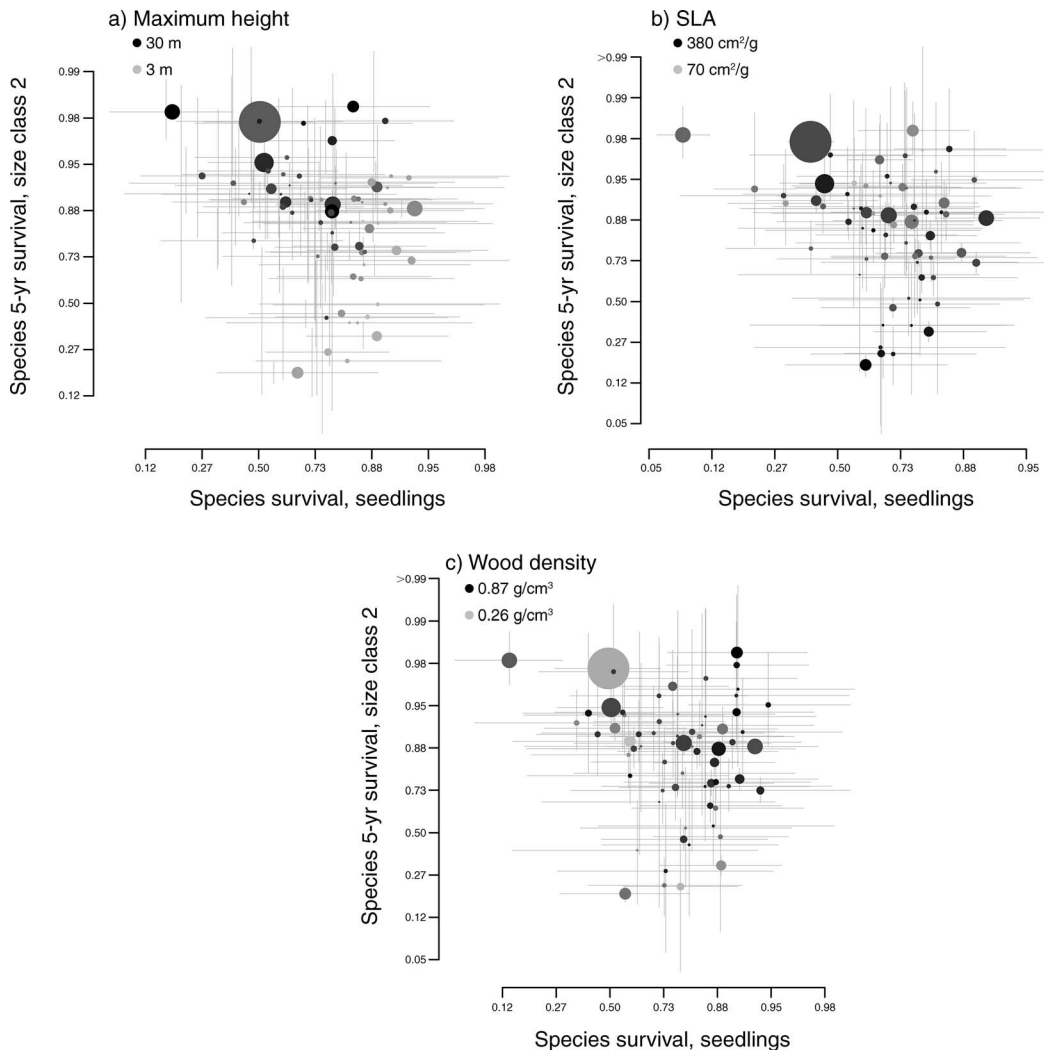 a) Maximum height
30 m
3 m
Species 5-yr survival, size class 2
0.99
0.98
0.95
0.88
0.73
0.50
0.27
0.12
0.12 0.27 0.50 0.73 0.88 0.95 0.98
Species survival, seedlings
b) SLA
380 cm²/g
70 cm²/g
Species 5-yr survival, size class 2
>0.99
0.99
0.98
0.95
0.88
0.73
0.50
0.27
0.12
0.05
0.05 0.12 0.27 0.50 0.73 0.88 0.95
Species survival, seedlings
c) Wood density
0.87 g/cm³
0.26 g/cm³
Species 5-yr survival, size class 2
>0.99
0.99
0.98
0.95
0.88
0.73
0.50
0.27
0.12
0.05
0.12 0.27 0.50 0.73 0.88 0.95 0.98
Species survival, seedlings